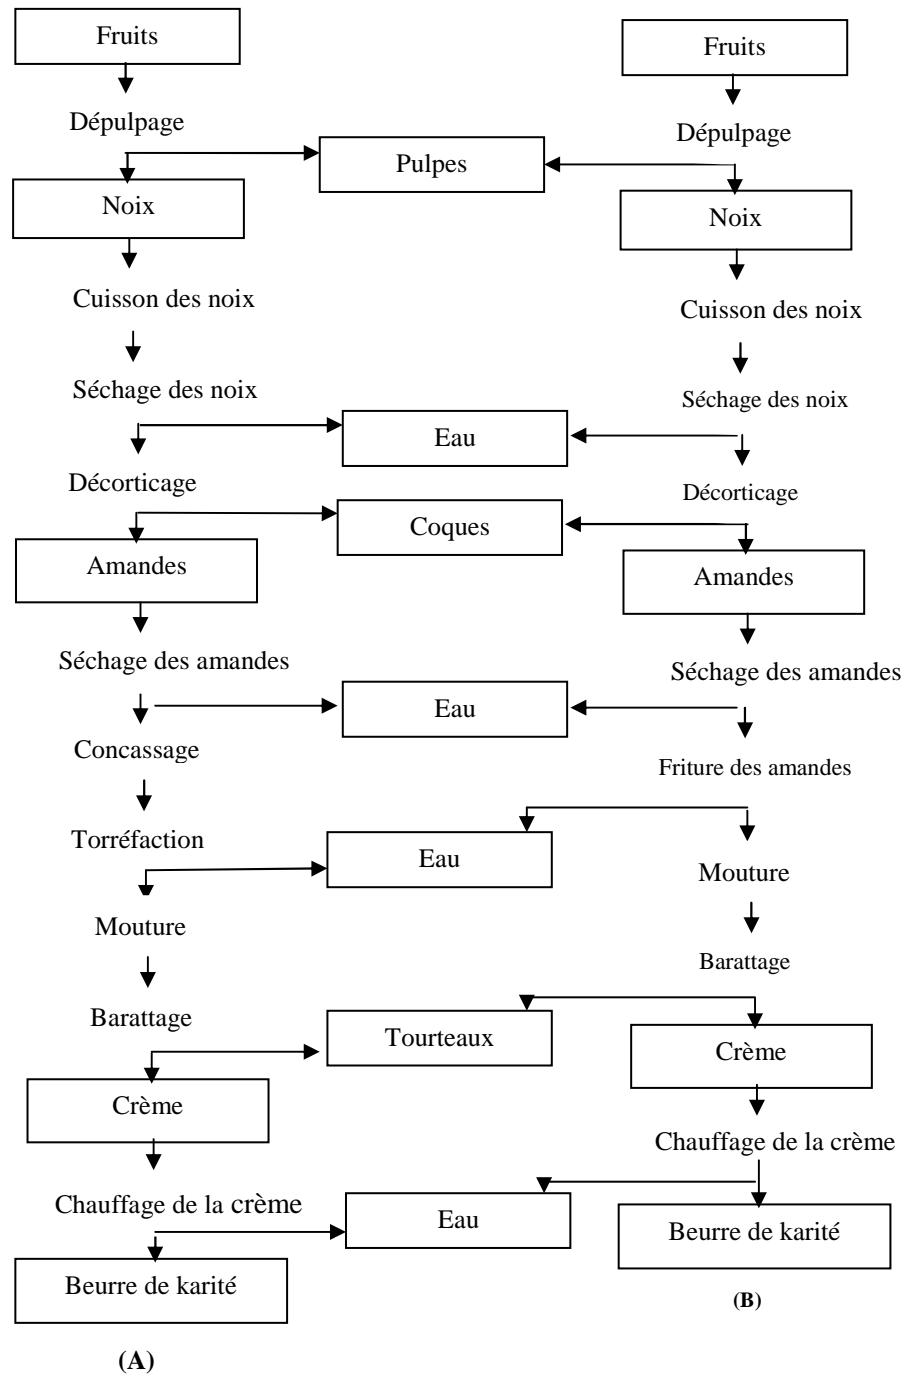 Fruits
Fruits
Dépulpage
Dépulpage
Pulpes
Noix
Noix
Cuisson des noix
Cuisson des noix
Séchage des noix
Séchage des noix
Eau
Décorticage
Décorticage
Coques
Amandes
Amandes
Séchage des amandes
Séchage des amandes
Eau
Concassage
Friture des amandes
Torréfaction
Eau
Mouture
Mouture
Barattage
Barattage
Tourteaux
Crème
Crème
Chauffage de la crème
Chauffage de la crème
Eau
Beurre de karité
Beurre de karité
(B)
(A)